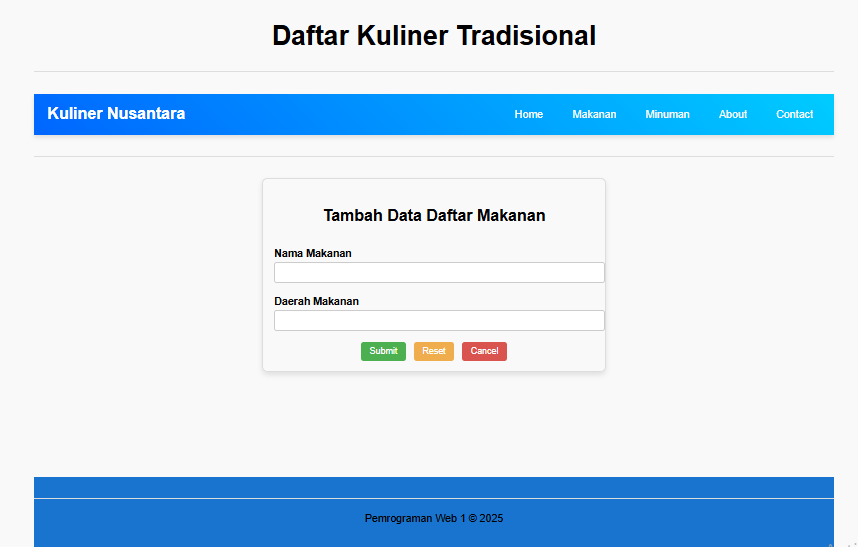 Daftar Kuliner Tradisional
Kuliner Nusantara Home Makanan Minuman About Contact
Tambah Data Daftar Makanan
Nama Makanan
Daerah Makanan
Submit Reset Cancel
Pemrograman Web 1 © 2025